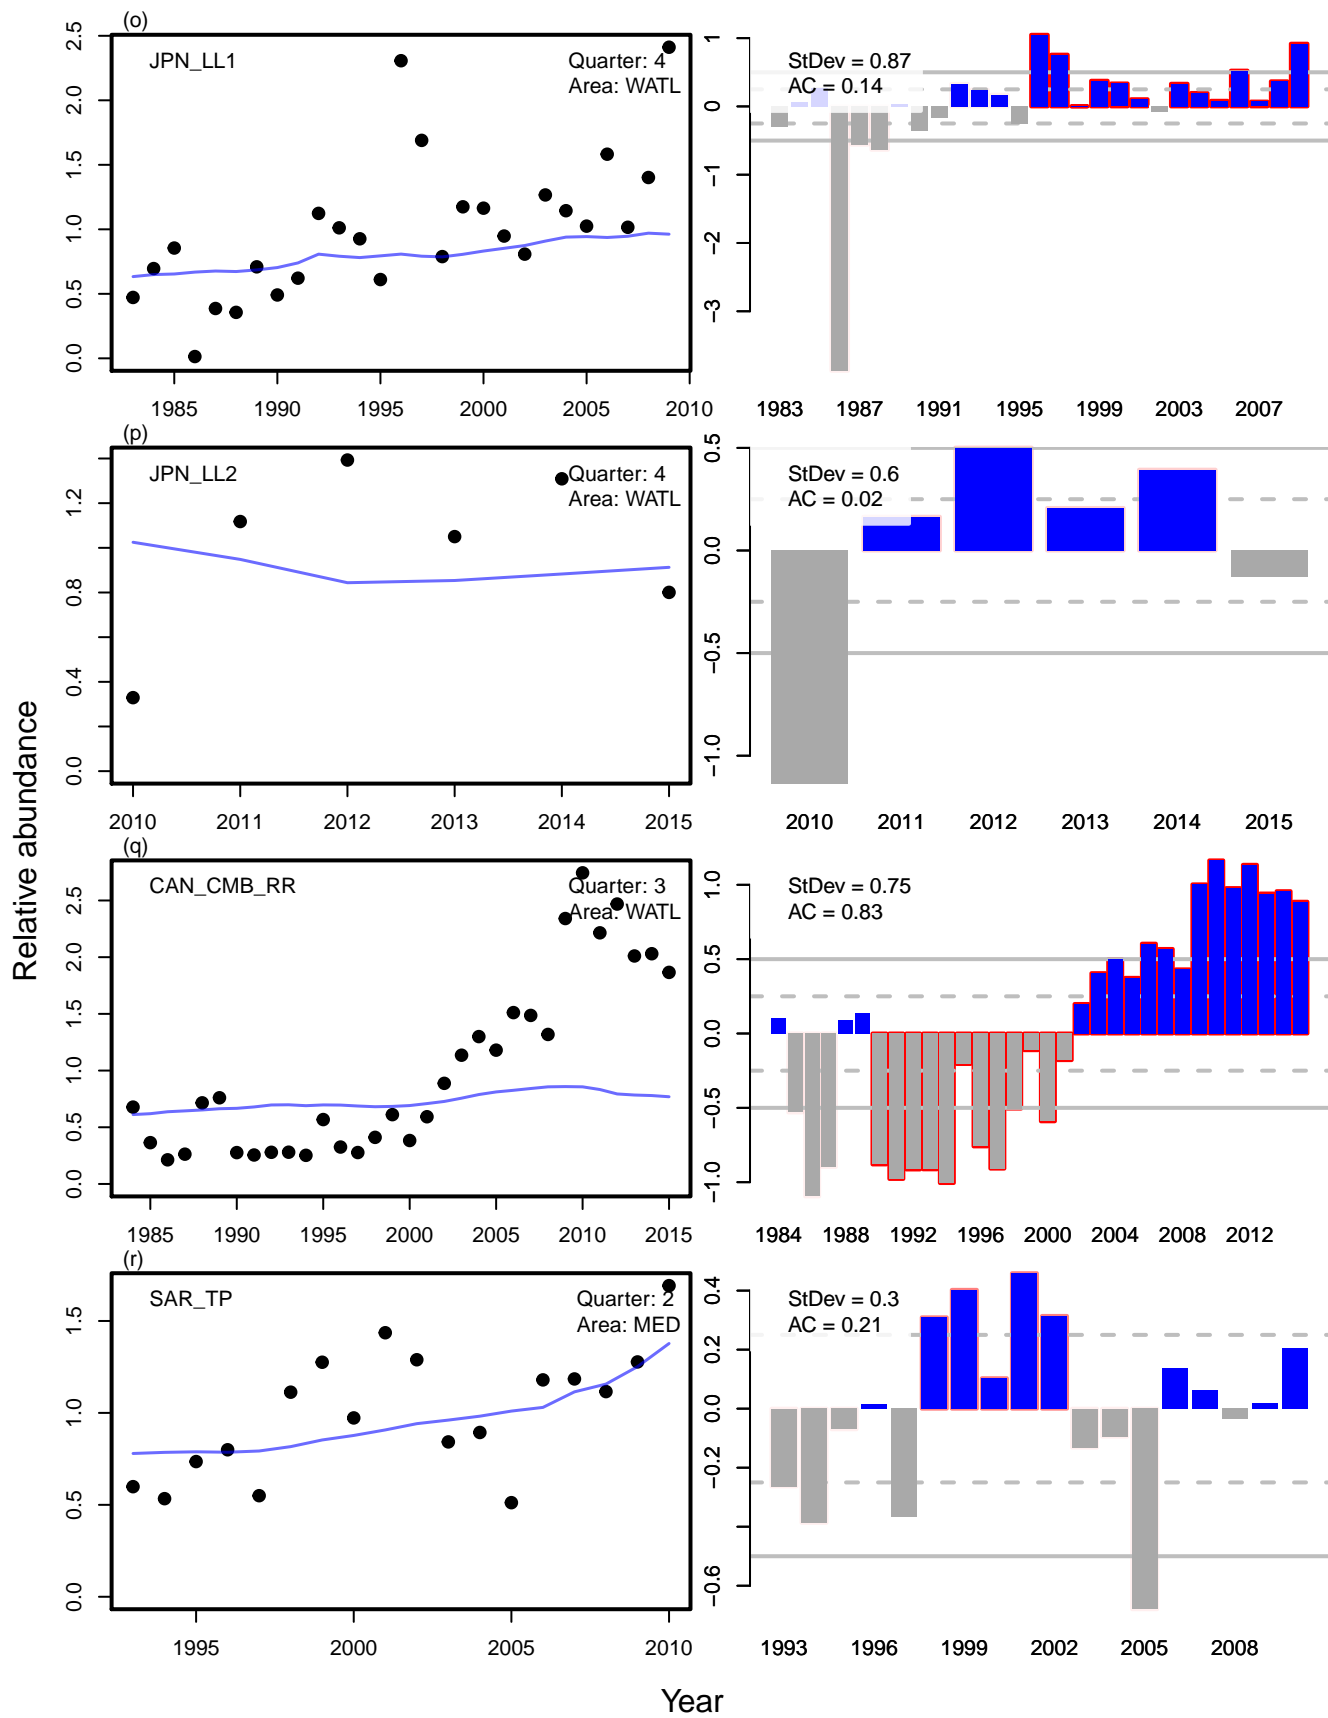 (o)
JPN_LL1
Quarter: 4
Area: WATL
0.0 0.5 1.0 1.5 2.0 2.5
1985 1990 1995 2000 2005 2010
StDev = 0.87
AC = 0.14
−3 −2 −1 0 1
1983 1987 1991 1995 1999 2003 2007
(p)
JPN_LL2
Quarter: 4
Area: WATL
0.0 0.4 0.8 1.2
2010 2011 2012 2013 2014 2015
StDev = 0.6
AC = 0.02
−1.0 −0.5 0.0 0.5
2010 2011 2012 2013 2014 2015
(q)
CAN_CMB_RR
Quarter: 3
Area: WATL
0.0 0.5 1.0 1.5 2.0 2.5
1985 1990 1995 2000 2005 2010 2015
StDev = 0.75
AC = 0.83
−1.0 −0.5 0.0 0.5 1.0
1984 1988 1992 1996 2000 2004 2008 2012
(r)
SAR_TP
Quarter: 2
Area: MED
0.0 0.5 1.0 1.5
1995 2000 2005 2010
StDev = 0.3
AC = 0.21
−0.6 −0.2 0.0 0.2 0.4
1993 1996 1999 2002 2005 2008
Relative abundance
Year